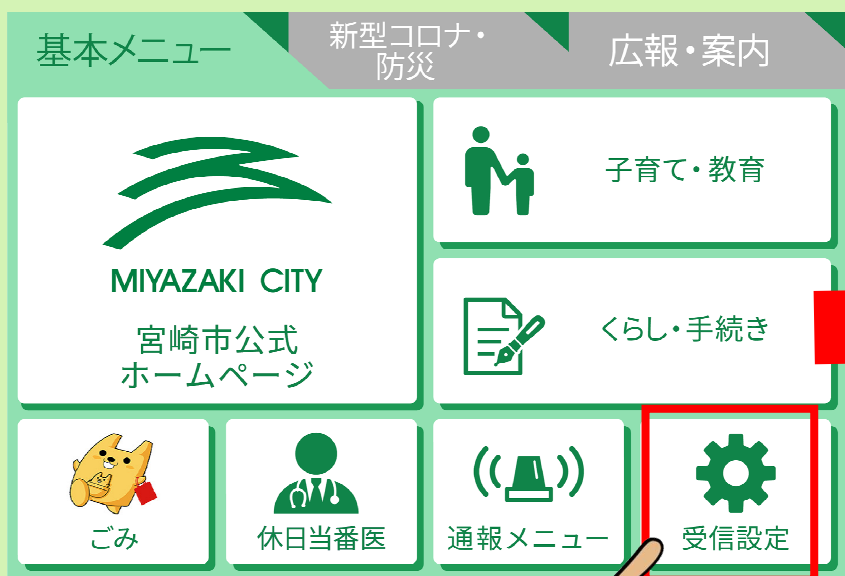 基本メニュー
新型コロナ・
防災
広報・案内
MIYAZAKI CITY
宮崎市公式
ホームページ
子育て・教育
くらし・手続き
ごみ
休日当番医
通報メニュー
受信設定